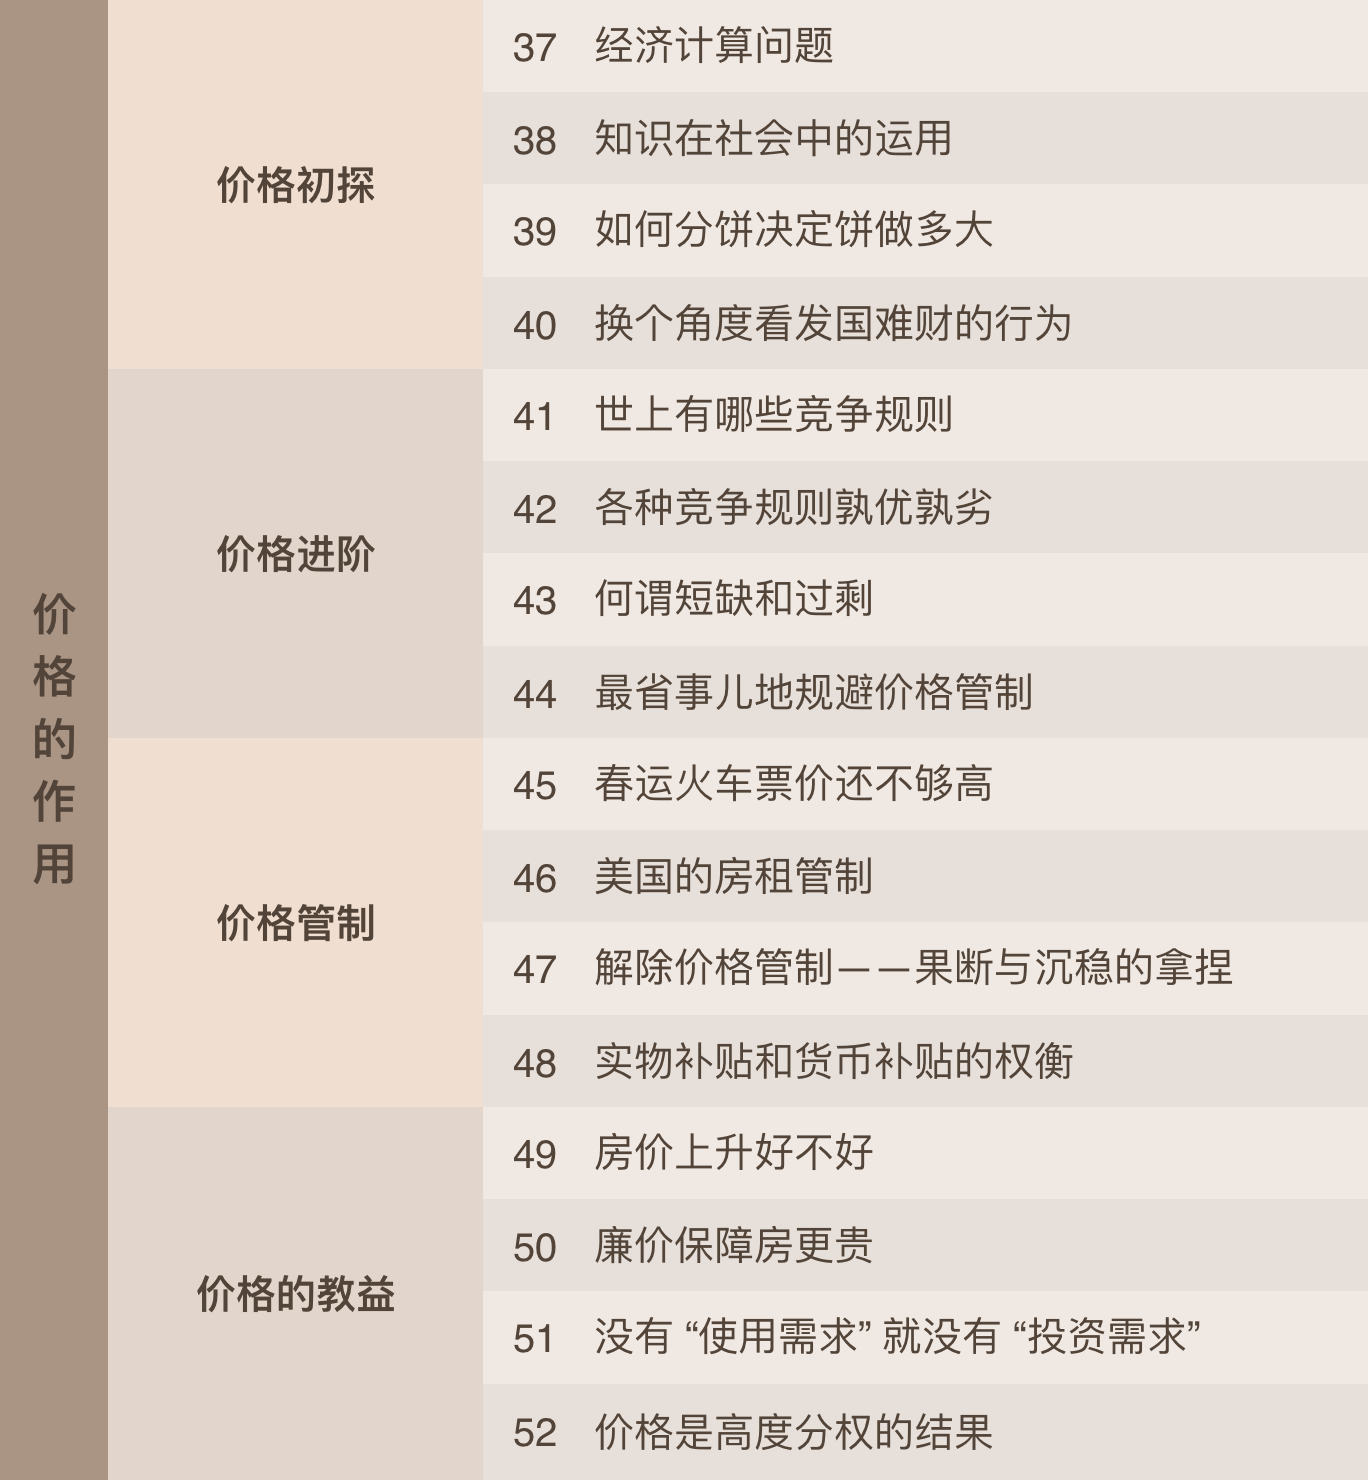 价格的作用
价格初探
37 经济计算问题
38 知识在社会中的运用
39 如何分饼决定饼做多大
40 换个角度看发国难财的行为
价格进阶
41 世上有哪些竞争规则
42 各种竞争规则孰优孰劣
43 何谓短缺和过剩
44 最省事儿地规避价格管制
价格管制
45 春运火车票价还不够高
46 美国的房租管制
47 解除价格管制——果断与沉稳的拿捏
48 实物补贴和货币补贴的权衡
价格的教益
49 房价上升好不好
50 廉价保障房更贵
51 没有 “使用需求” 就没有 “投资需求”
52 价格是高度分权的结果